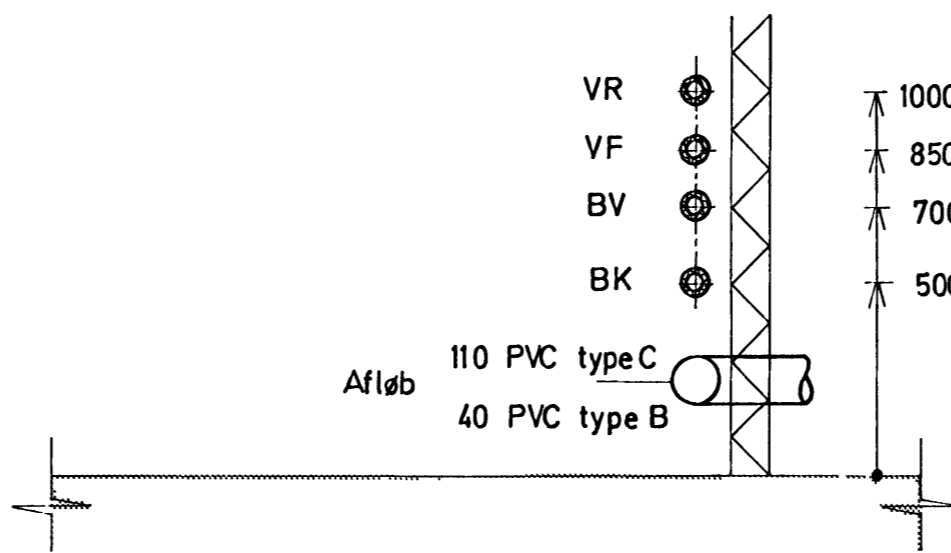 VR 1000
VF 850
BV 700
BK 500
110 PVC type C
Afløb
40 PVC type B